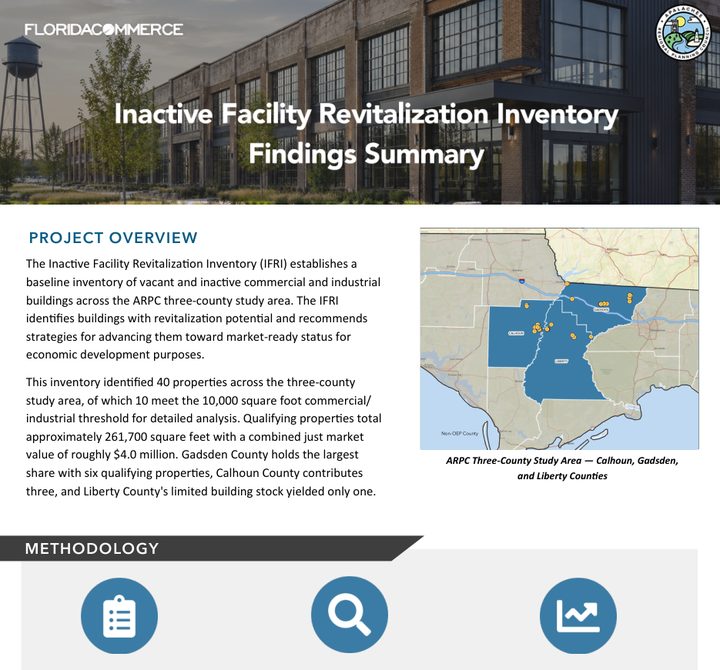 FLORIDACOMMERCE
APALACHEE
REGIONAL PLANNING COUNCIL
Inactive Facility Revitalization Inventory
Findings Summary
PROJECT OVERVIEW
The Inactive Facility Revitalization Inventory (IFRI) establishes a
baseline inventory of vacant and inactive commercial and industrial
buildings across the ARPC three-county study area. The IFRI
identifies buildings with revitalization potential and recommends
strategies for advancing them toward market-ready status for
economic development purposes.
This inventory identified 40 properties across the three-county
study area, of which 10 meet the 10,000 square foot commercial/
industrial threshold for detailed analysis. Qualifying properties total
approximately 261,700 square feet with a combined just market
value of roughly $4.0 million. Gadsden County holds the largest
share with six qualifying properties, Calhoun County contributes
three, and Liberty County's limited building stock yielded only one.
GADSDEN
CALHOUN
LIBERTY
Non-OEP County
ARPC Three-County Study Area — Calhoun, Gadsden,
and Liberty Counties
METHODOLOGY